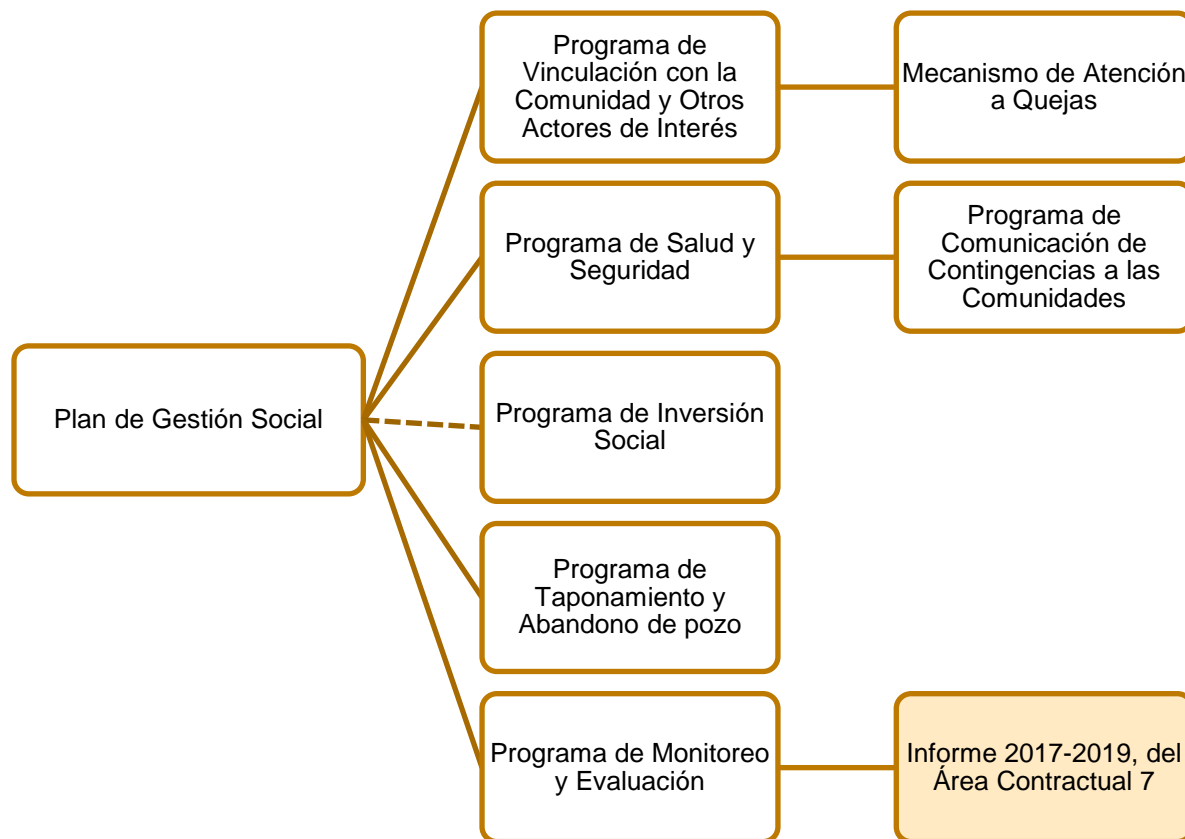 Programa de
Vinculación con la
Comunidad y Otros
Actores de Interés
Mecanismo de Atención
a Quejas
Programa de Salud y
Seguridad
Programa de
Comunicación de
Contingencias a las
Comunidades
Plan de Gestión Social
Programa de Inversión
Social
Programa de
Taponamiento y
Abandono de pozo
Programa de Monitoreo
y Evaluación
Informe 2017-2019, del
Área Contractual 7